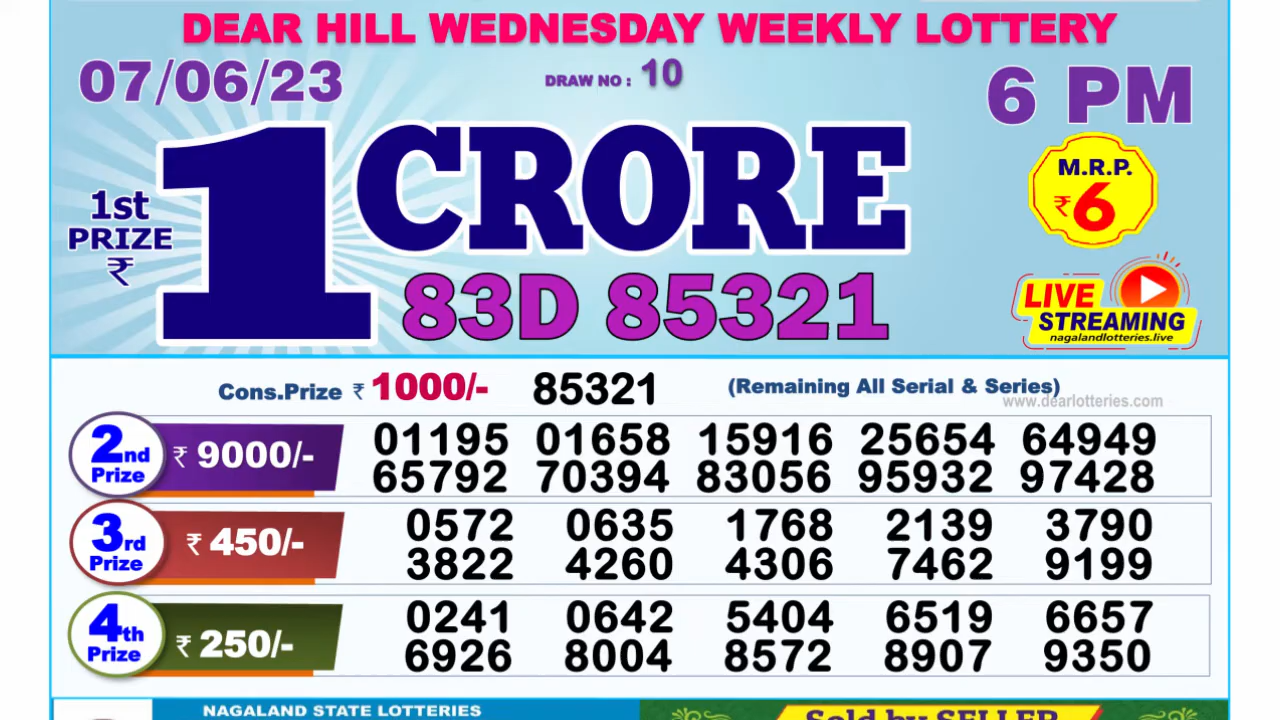 DEAR HILL WEDNESDAY WEEKLY LOTTERY
07/06/23
DRAW NO : 10
6 PM
1st
PRIZE
₹
1 CRORE
M.R.P.
₹6
83D 85321
LIVE
STREAMING
nagalandlotteries.live
Cons.Prize ₹ 1000/- 85321 (Remaining All Serial & Series)
www.dearlotteries.com
2nd
Prize
₹ 9000/-
01195 01658 15916 25654 64949
65792 70394 83056 95932 97428
3rd
Prize
₹ 450/-
0572 0635 1768 2139 3790
3822 4260 4306 7462 9199
4th
Prize
₹ 250/-
0241 0642 5404 6519 6657
6926 8004 8572 8907 9350
NAGALAND STATE LOTTERIES
Sold by SELLER